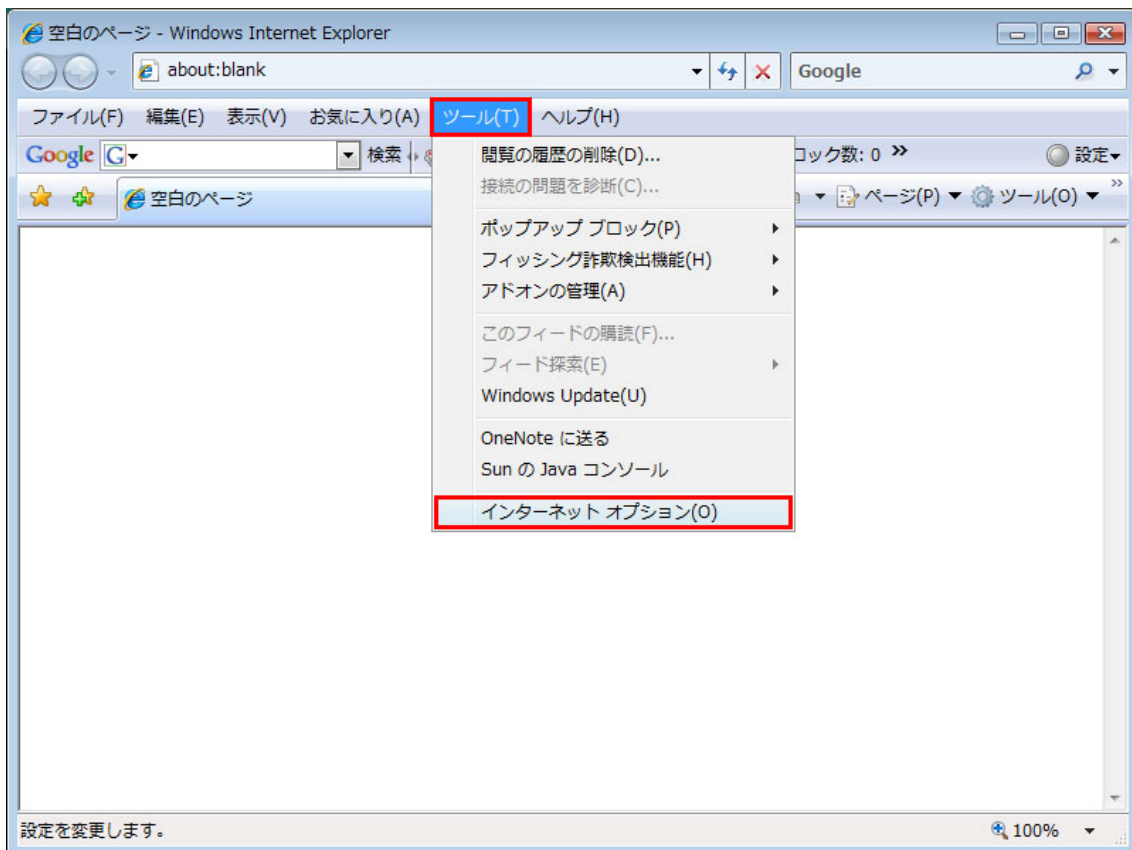 空白のページ - Windows Internet Explorer
about:blank
Google
ファイル(F) 編集(E) 表示(V) お気に入り(A) ツール(T) ヘルプ(H)
Google G 検索 ロック数: 0 » 設定
空白のページ ページ(P) ツール(O) »
閲覧の履歴の削除(D)...
接続の問題を診断(C)...
ポップアップ ブロック(P)
フィッシング詐欺検出機能(H)
アドオンの管理(A)
このフィードの購読(F)...
フィード探索(E)
Windows Update(U)
OneNote に送る
Sun の Java コンソール
インターネット オプション(O)
設定を変更します。
100%